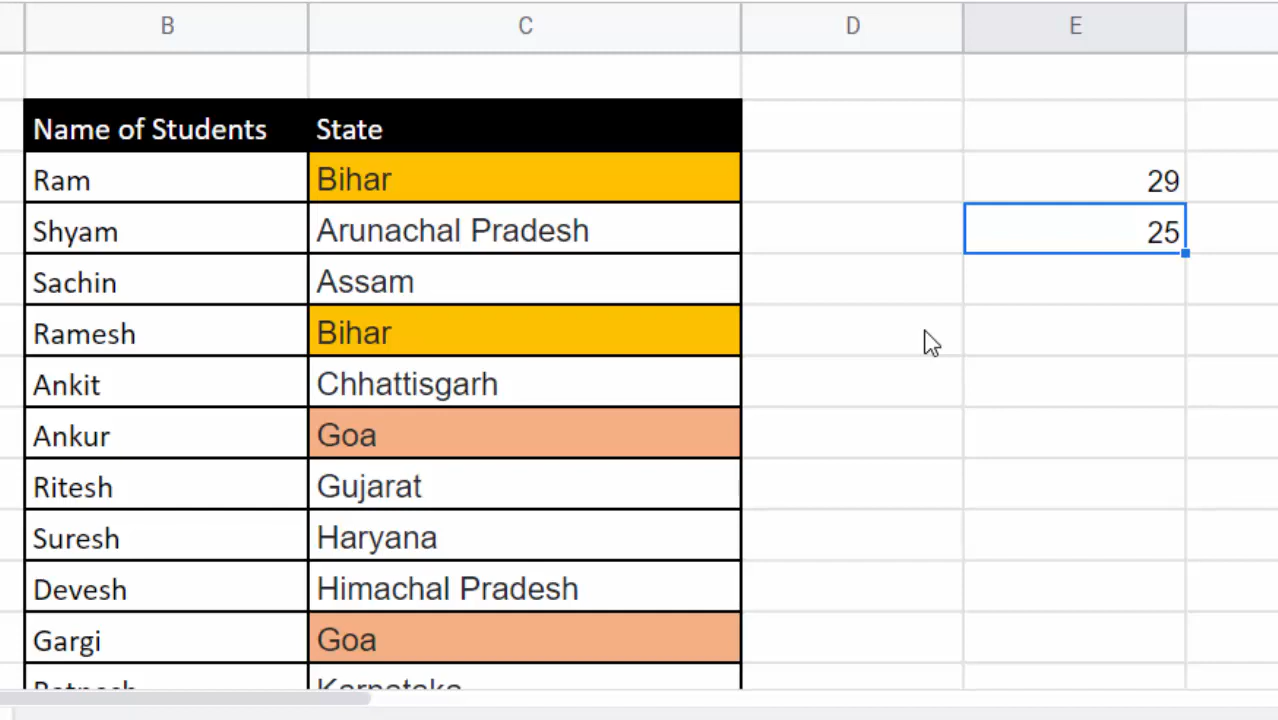 B C D E
Name of Students State
Ram Bihar 29
Shyam Arunachal Pradesh 25
Sachin Assam
Ramesh Bihar
Ankit Chhattisgarh
Ankur Goa
Ritesh Gujarat
Suresh Haryana
Devesh Himachal Pradesh
Gargi Goa